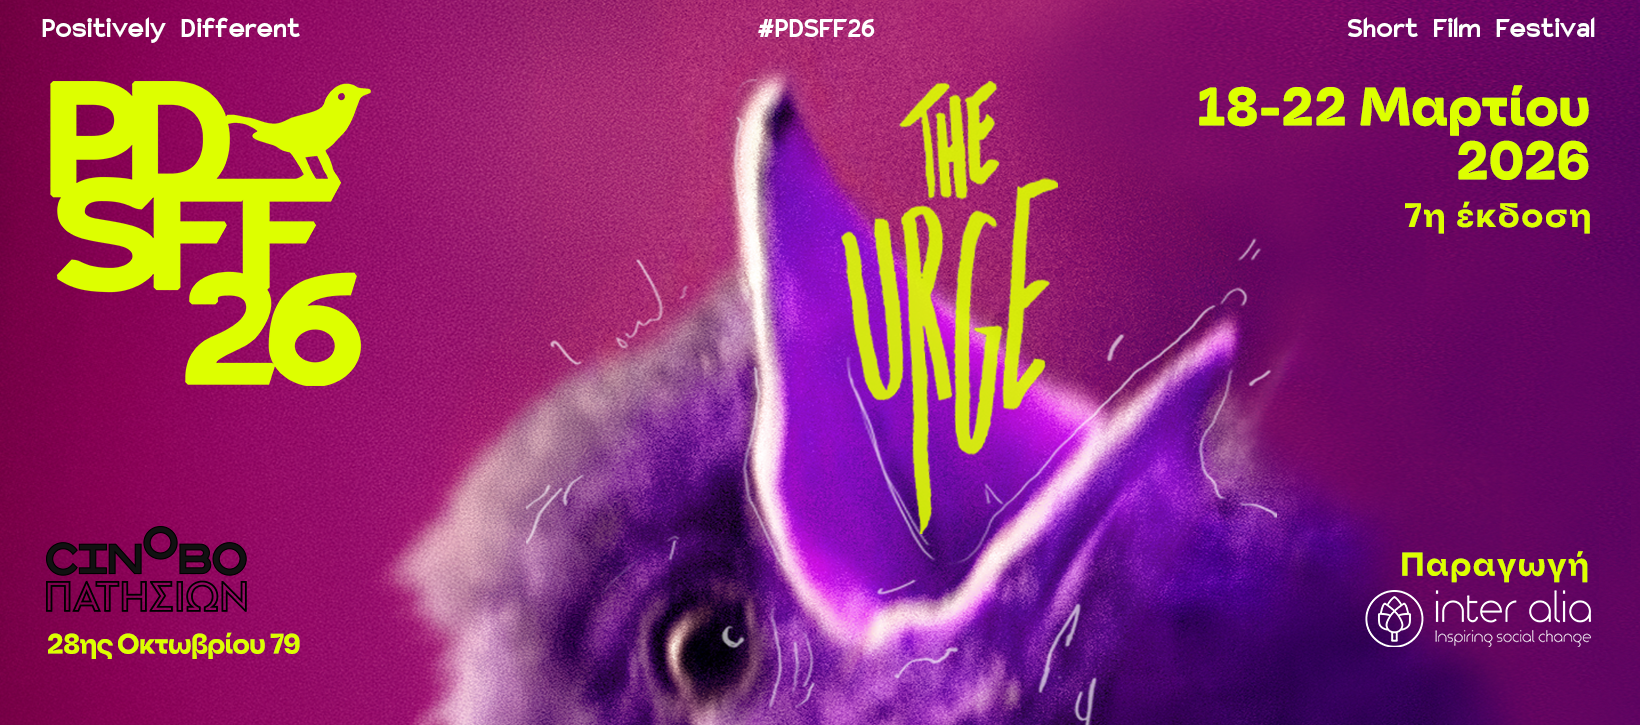 Positively Different
#PDSFF26
Short Film Festival
PD
SFF
26
THE
URGE
18-22 Μαρτίου
2026
7η έκδοση
CINOBO
ΠΑΤΗΣΙΩΝ
28ης Οκτωβρίου 79
Παραγωγή
inter alia
Inspiring social change